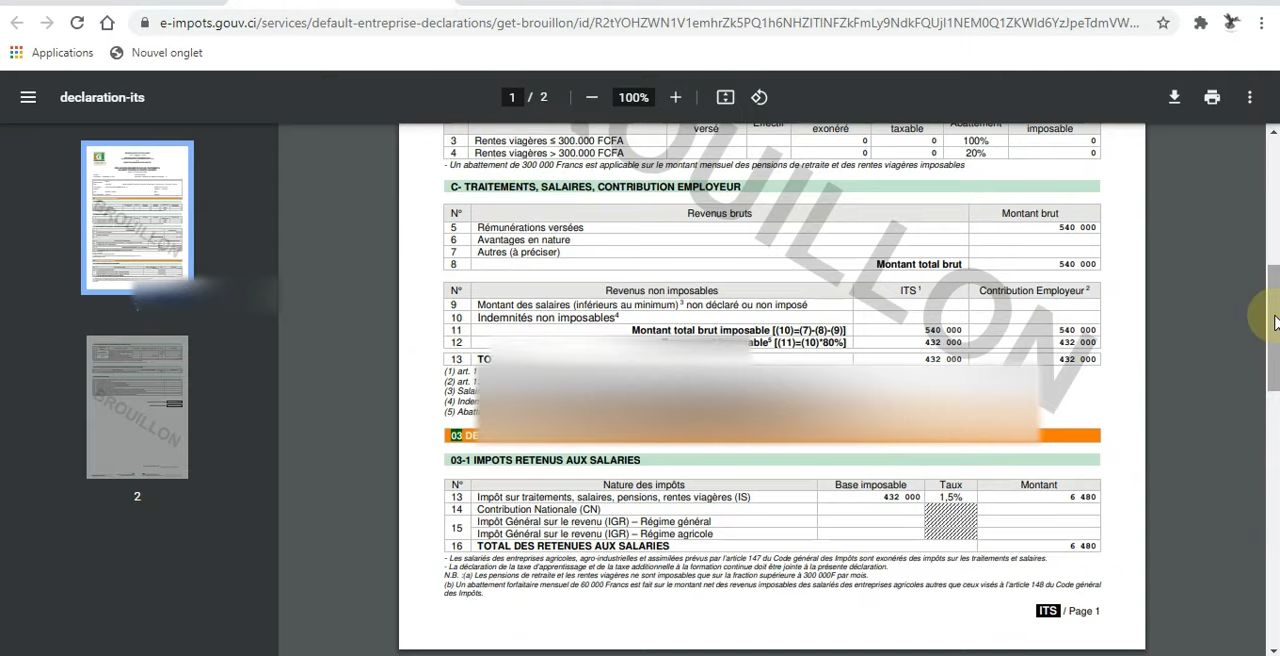 e-impots.gouv.ci/services/default-entreprise-declarations/get-brouillon/id/R2tYOHZWN1V1emhrZk5PQ1h6NHZITlNFZkFmLy9NdkFQUjI1NEM0Q1ZKWld6YzJpeTdmVW...
Applications Nouvel onglet
declaration-its
1 / 2 100%
versé Effectif exonéré taxable Abattement imposable
3 Rentes viagères ≤ 300.000 FCFA 0 0 100% 0
4 Rentes viagères > 300.000 FCFA 0 0 20% 0
- Un abattement de 300 000 Francs est applicable sur le montant mensuel des pensions de retraite et des rentes viagères imposables
C- TRAITEMENTS, SALAIRES, CONTRIBUTION EMPLOYEUR
N° Revenus bruts Montant brut
5 Rémunérations versées 540 000
6 Avantages en nature
7 Autres (à préciser)
8 Montant total brut 540 000
N° Revenus non imposables ITS 1 Contribution Employeur 2
9 Montant des salaires (inférieurs au minimum) 3 non déclaré ou non imposé
10 Indemnités non imposables4
11 Montant total brut imposable [(10)=(7)-(8)-(9)] 540 000 540 000
12 able5 [(11)=(10)*80%] 432 000 432 000
13 TO 432 000 432 000
(1) art. 1
(2) art. 1
(3) Salai
(4) Inden
(5) Abatt
03 DE
03-1 IMPOTS RETENUS AUX SALARIES
N° Nature des impôts Base imposable Taux Montant
13 Impôt sur traitements, salaires, pensions, rentes viagères (IS) 432 000 1,5% 6 480
14 Contribution Nationale (CN)
15 Impôt Général sur le revenu (IGR) – Régime général
Impôt Général sur le revenu (IGR) – Régime agricole
16 TOTAL DES RETENUES AUX SALARIES 6 480
- Les salariés des entreprises agricoles, agro-industrielles et assimilées prévus par l'article 147 du Code général des Impôts sont exonérés des impôts sur les traitements et salaires.
- La déclaration de la taxe d'apprentissage et de la taxe additionnelle à la formation continue doit être jointe à la présente déclaration.
N.B. :(a) Les pensions de retraite et les rentes viagères ne sont imposables que sur la fraction supérieure à 300 000F par mois.
(b) Un abattement forfaitaire mensuel de 60 000 Francs est fait sur le montant net des revenus imposables des salariés des entreprises agricoles autres que ceux visés à l'article 148 du Code général
des Impôts.
ITS / Page 1
BROUILLON
BROUILLON
2
ROUILLON